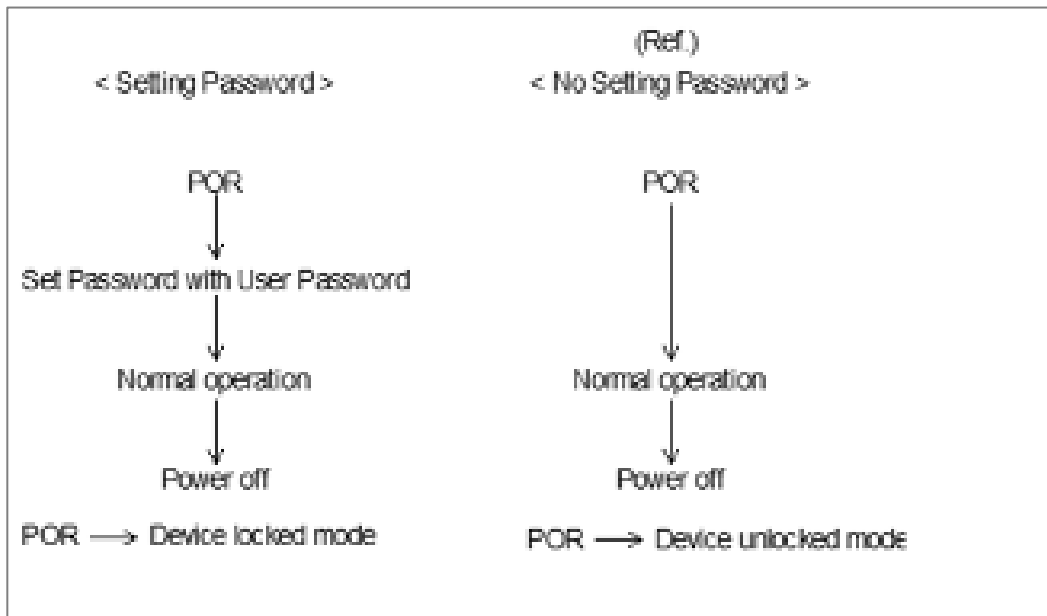 < Setting Password >
POR
Set Password with User Password
Normal operation
Power off
POR → Device locked mode
(Ref.)
< No Setting Password >
POR
Normal operation
Power off
POR → Device unlocked mode